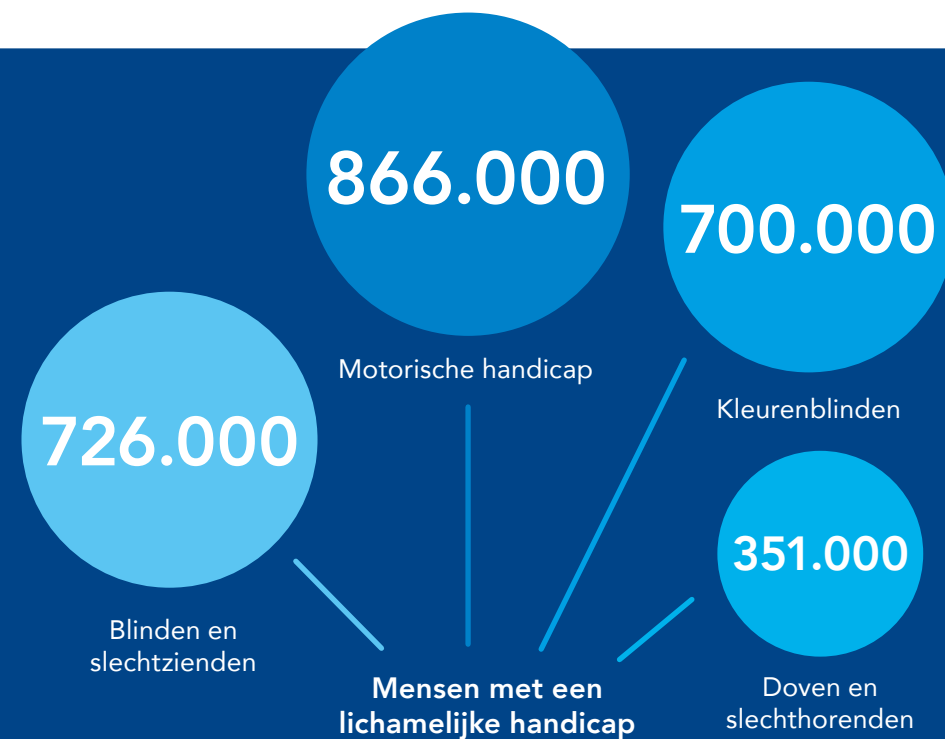 866.000
Motorische handicap
700.000
Kleurenblinden
726.000
Blinden en
slechtzienden
351.000
Doven en
slechthorenden
Mensen met een
lichamelijke handicap